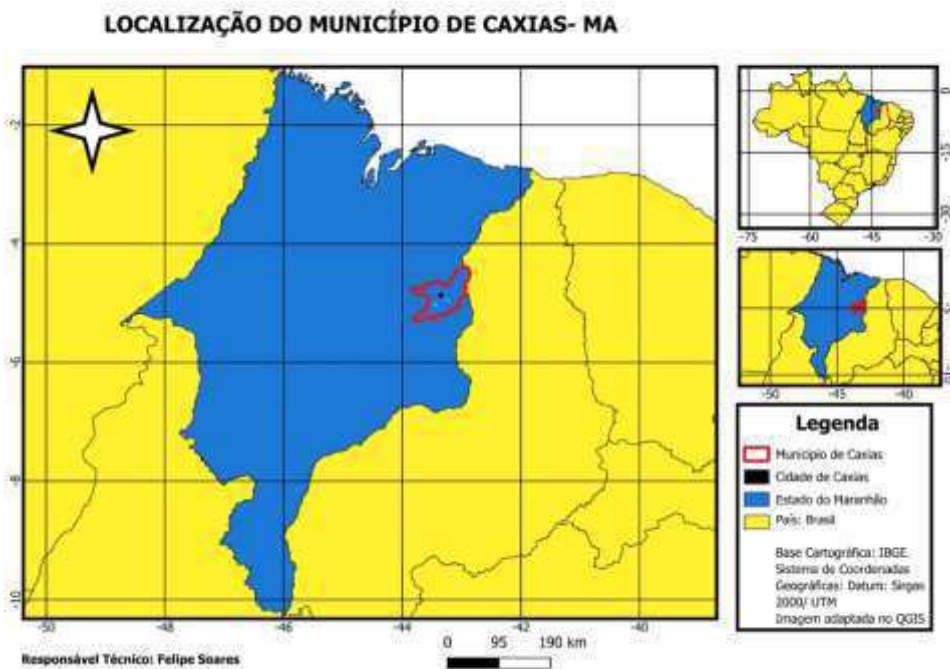 LOCALIZAÇÃO DO MUNICÍPIO DE CAXIAS- MA
-2
-4
-6
-8
-10
-50
-48
-46
-44
-42
-40
0
-15
-30
-75
-60
-45
-30
-50
-45
-40
Legenda
Município de Caxias
Cidade de Caxias
Estado do Maranhão
País: Brasil
Base Cartográfica: IBGE.
Sistema de Coordenadas
Geográficas: Datum: Sirgas
2000/ UTM
Imagem adaptada no QGIS
0 95 190 km
Responsável Técnico: Felipe Soares